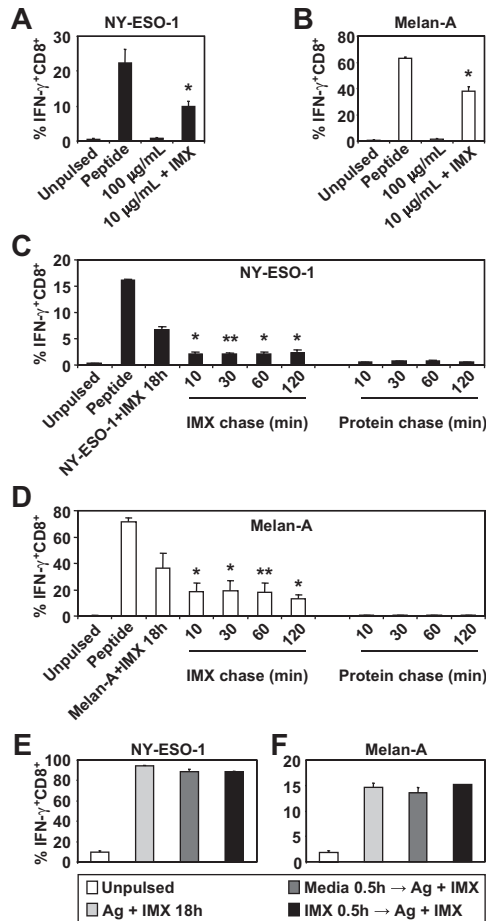 A
NY-ESO-1
% IFN-γ⁺CD8⁺
30
20
10
0
Unpulsed
Peptide
100 µg/mL
10 µg/mL + IMX
*
B
Melan-A
% IFN-γ⁺CD8⁺
80
60
40
20
0
Unpulsed
Peptide
100 µg/mL
10 µg/mL + IMX
*
C
NY-ESO-1
% IFN-γ⁺CD8⁺
20
15
10
5
0
* ** * *
Unpulsed
Peptide
NY-ESO-1+IMX 18h
10 30 60 120
IMX chase (min)
10 30 60 120
Protein chase (min)
D
Melan-A
% IFN-γ⁺CD8⁺
80
60
40
20
0
* * ** *
Unpulsed
Peptide
Melan-A+IMX 18h
10 30 60 120
IMX chase (min)
10 30 60 120
Protein chase (min)
E
NY-ESO-1
% IFN-γ⁺CD8⁺
100
80
60
40
20
0
F
Melan-A
15
10
5
0
Unpulsed
Ag + IMX 18h
Media 0.5h → Ag + IMX
IMX 0.5h → Ag + IMX